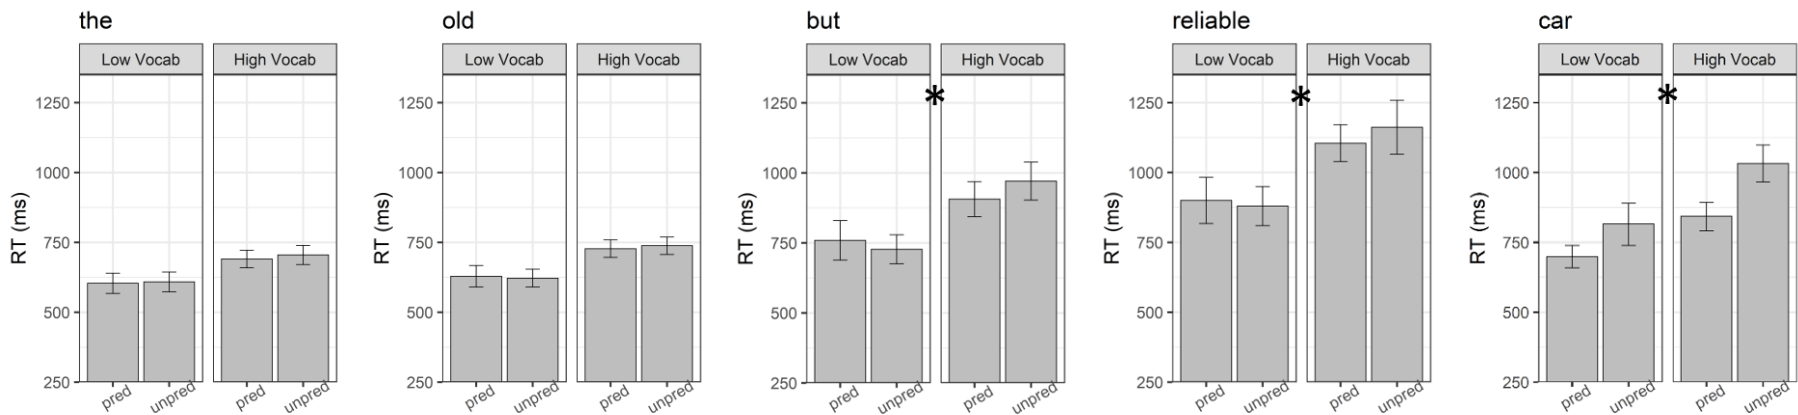 the
old
but
reliable
car
Low Vocab High Vocab
Low Vocab High Vocab
Low Vocab High Vocab
Low Vocab High Vocab
Low Vocab High Vocab
*
*
*
RT (ms)
1250
1000
750
500
250
RT (ms)
1250
1000
750
500
250
RT (ms)
1250
1000
750
500
250
RT (ms)
1250
1000
750
500
250
RT (ms)
1250
1000
750
500
250
pred unpred pred unpred
pred unpred pred unpred
pred unpred pred unpred
pred unpred pred unpred
pred unpred pred unpred